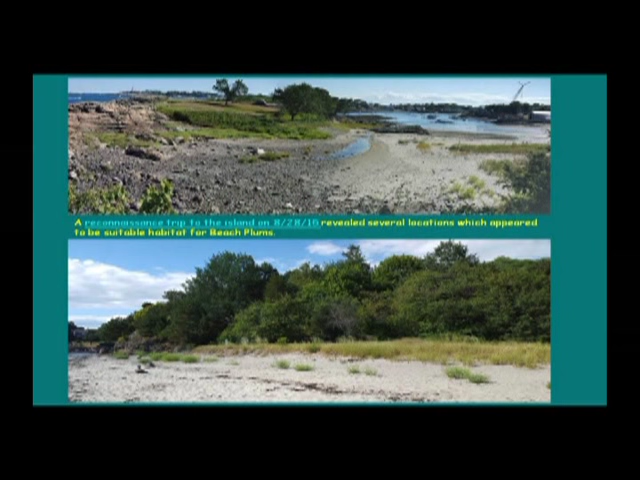 A reconnaissance trip to the island on 8/28/16 revealed several locations which appeared
to be suitable habitat for Beach Plums.